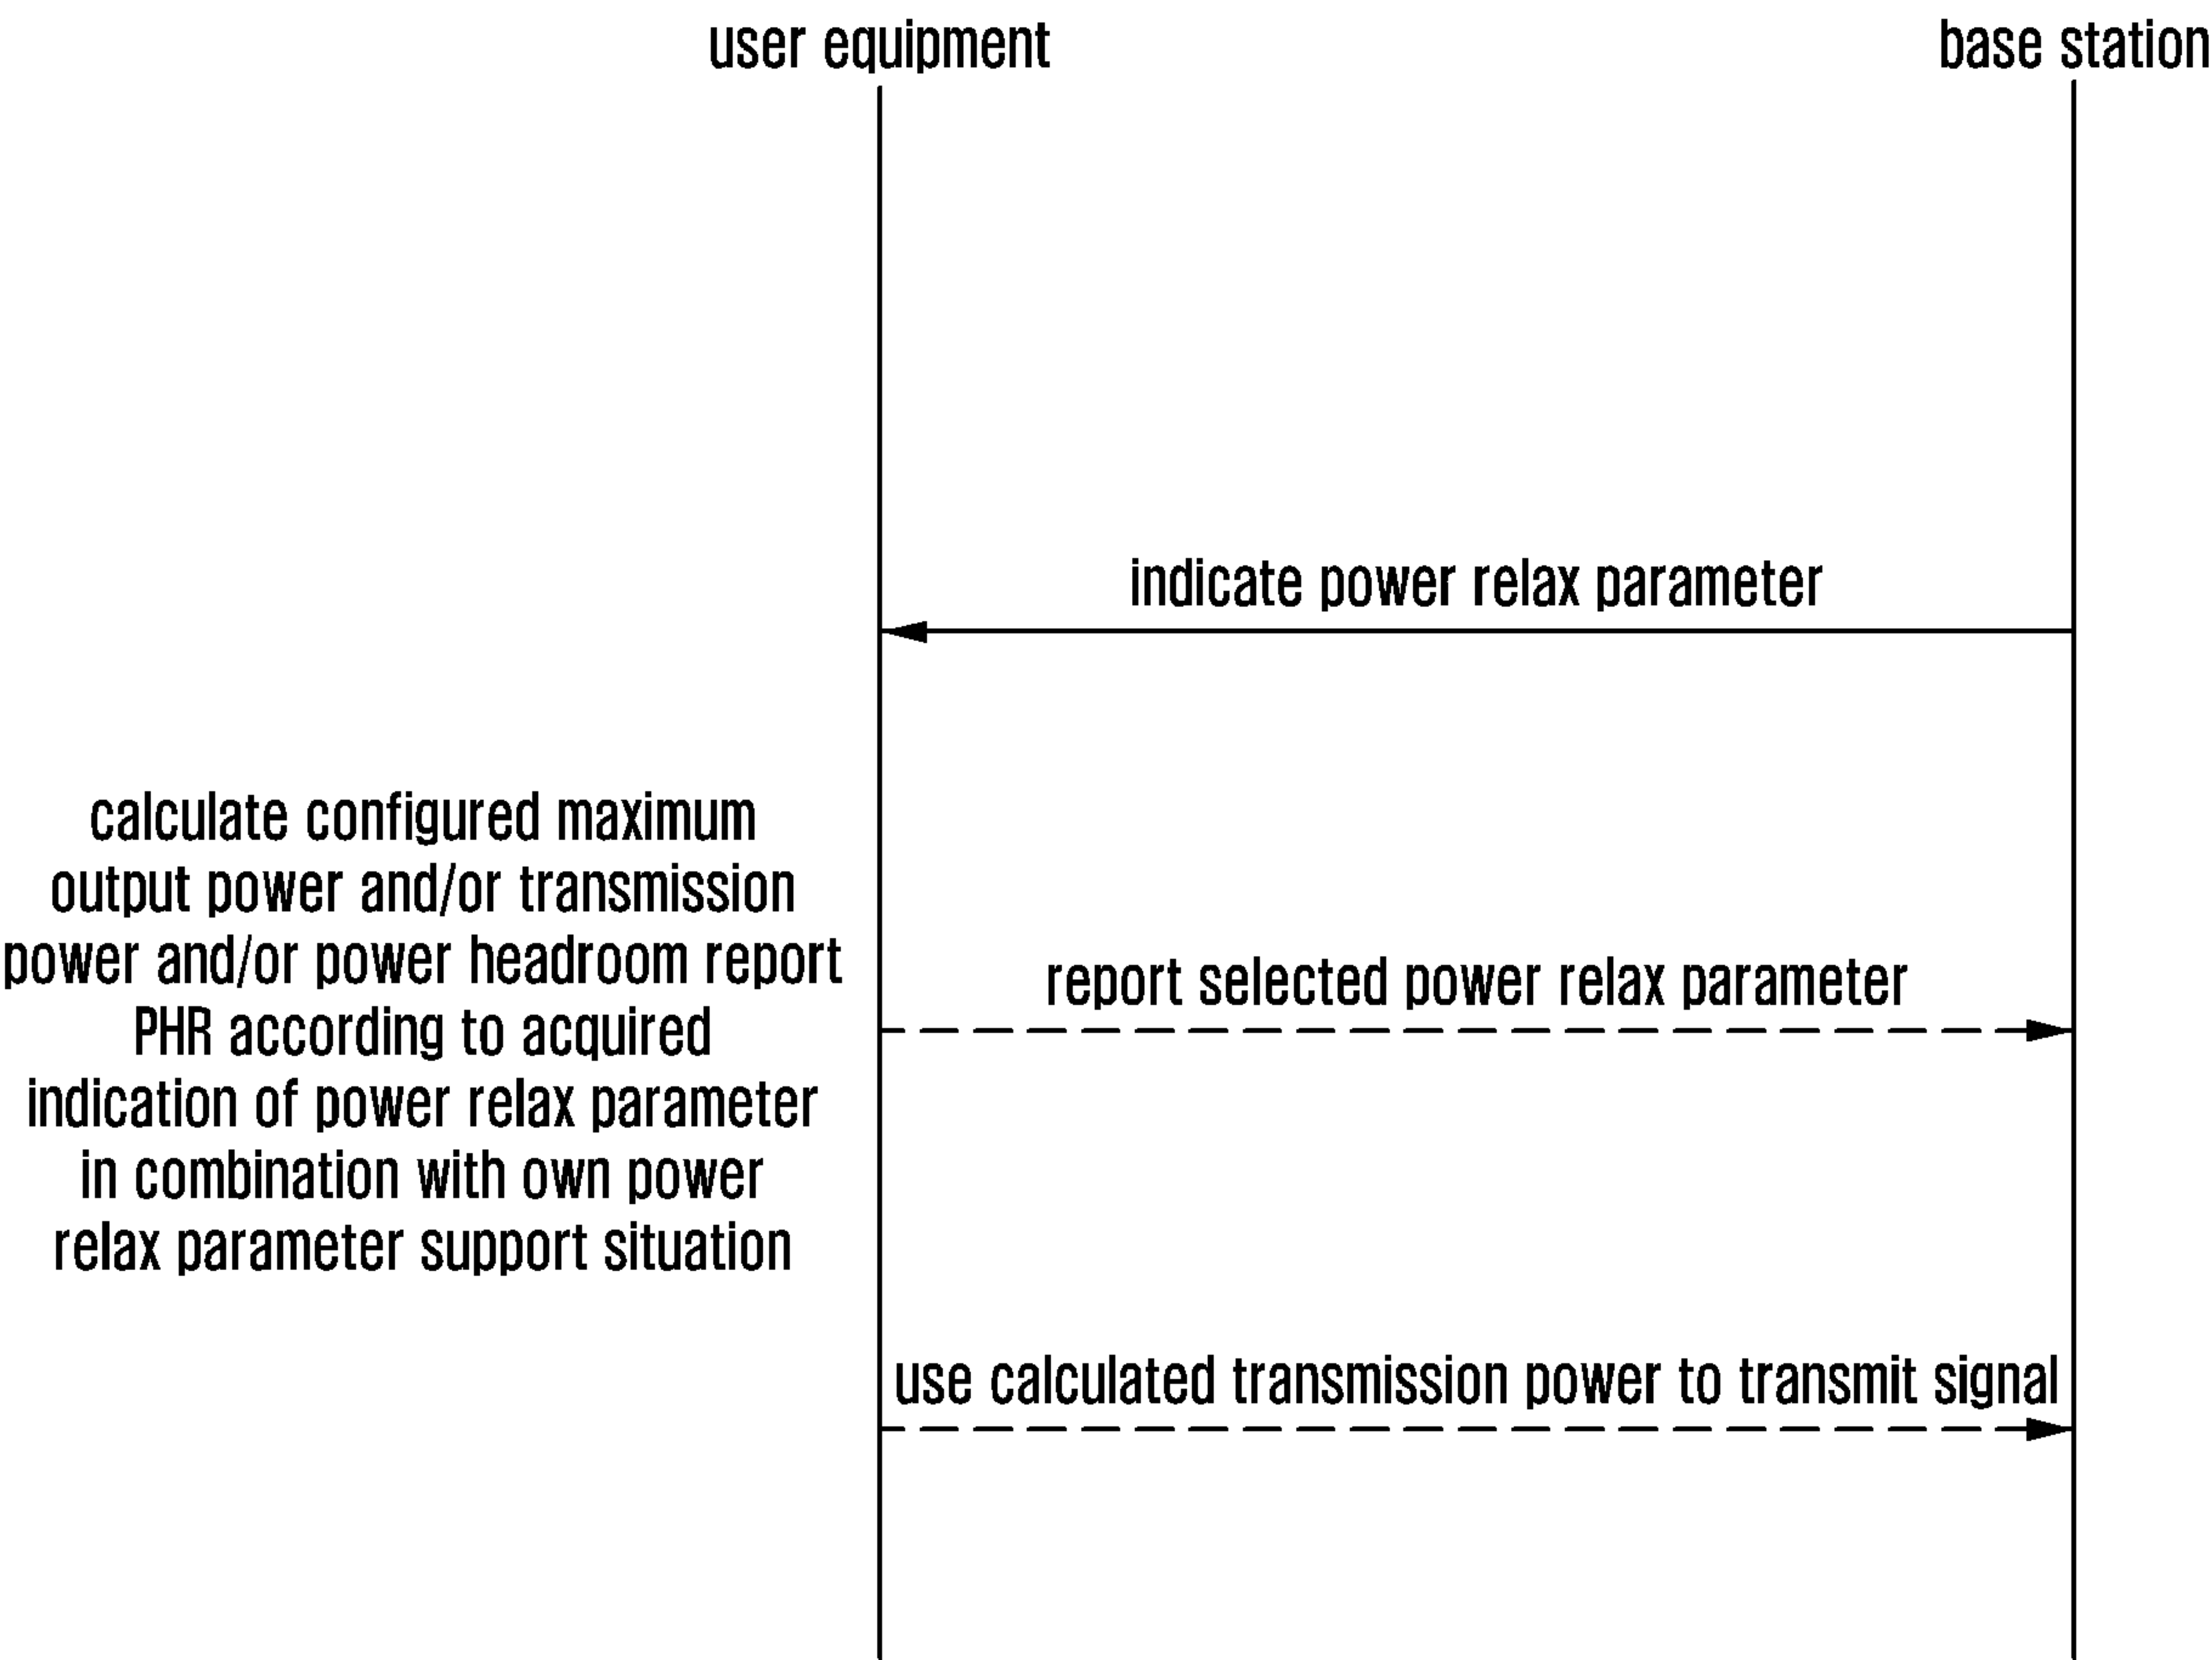 user equipment
base station
indicate power relax parameter
calculate configured maximum
output power and/or transmission
power and/or power headroom report
PHR according to acquired
indication of power relax parameter
in combination with own power
relax parameter support situation
report selected power relax parameter
use calculated transmission power to transmit signal